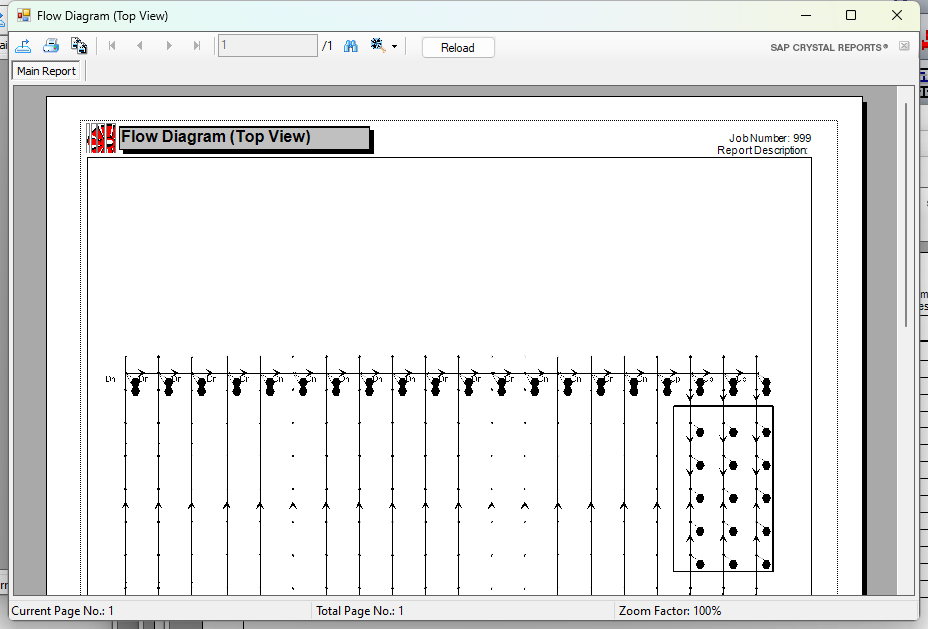 Flow Diagram (Top View)
1 /1 Reload SAP CRYSTAL REPORTS®
Main Report
Flow Diagram (Top View)
Job Number: 999
Report Description:
Current Page No.: 1 Total Page No.: 1 Zoom Factor: 100%